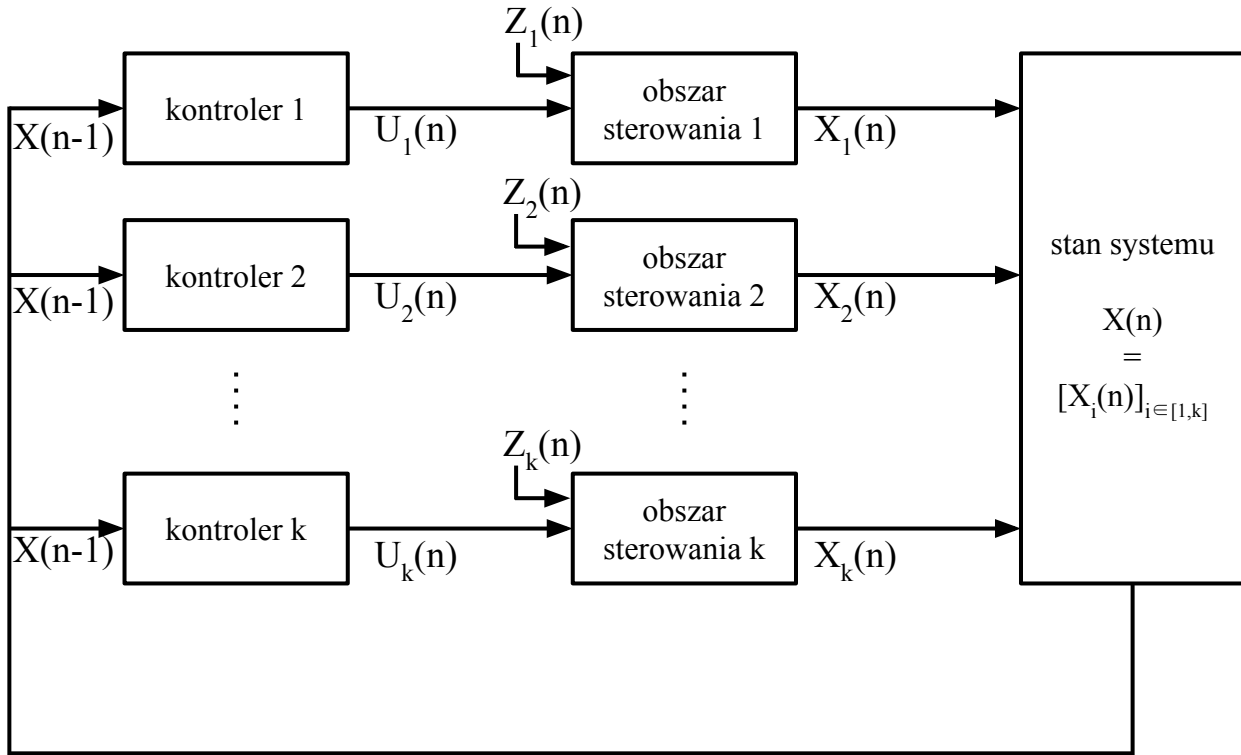 Z₁(n)
kontroler 1
obszar
sterowania 1
X(n-1)
U₁(n)
X₁(n)
Z₂(n)
kontroler 2
obszar
sterowania 2
X(n-1)
U₂(n)
X₂(n)
stan systemu
X(n)
=
[Xᵢ(n)]ᵢ∈[1,k]
Zₖ(n)
kontroler k
obszar
sterowania k
X(n-1)
Uₖ(n)
Xₖ(n)